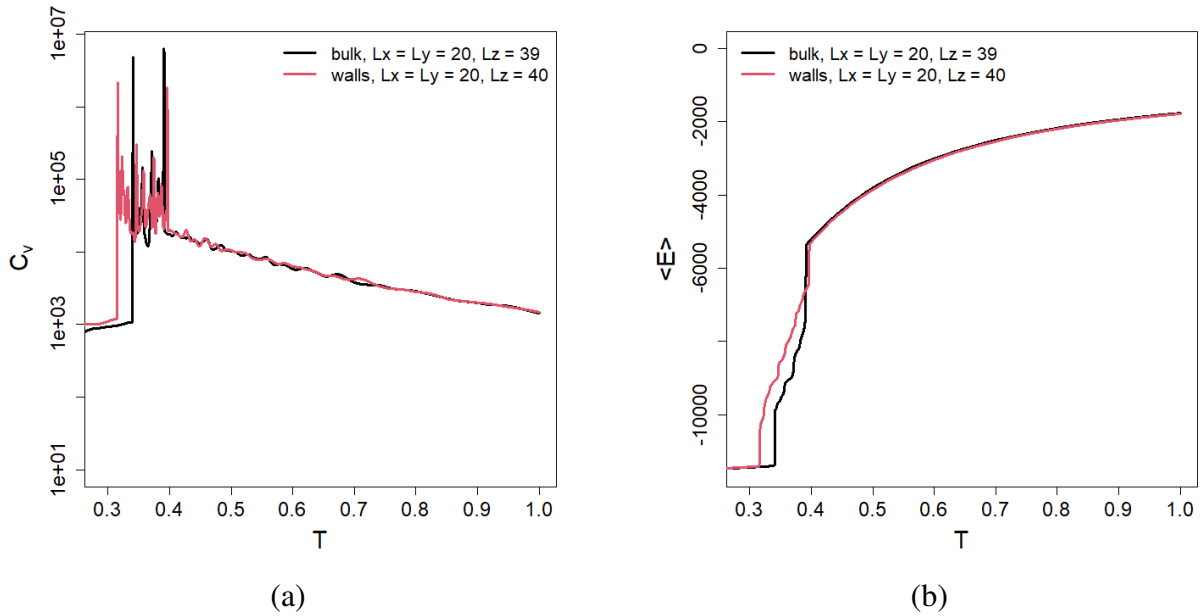 1e+07
1e+05
1e+03
1e+01
Cv
bulk, Lx = Ly = 20, Lz = 39
walls, Lx = Ly = 20, Lz = 40
0.3 0.4 0.5 0.6 0.7 0.8 0.9 1.0
T
(a)
0
-2000
-6000
-10000
<E>
bulk, Lx = Ly = 20, Lz = 39
walls, Lx = Ly = 20, Lz = 40
0.3 0.4 0.5 0.6 0.7 0.8 0.9 1.0
T
(b)